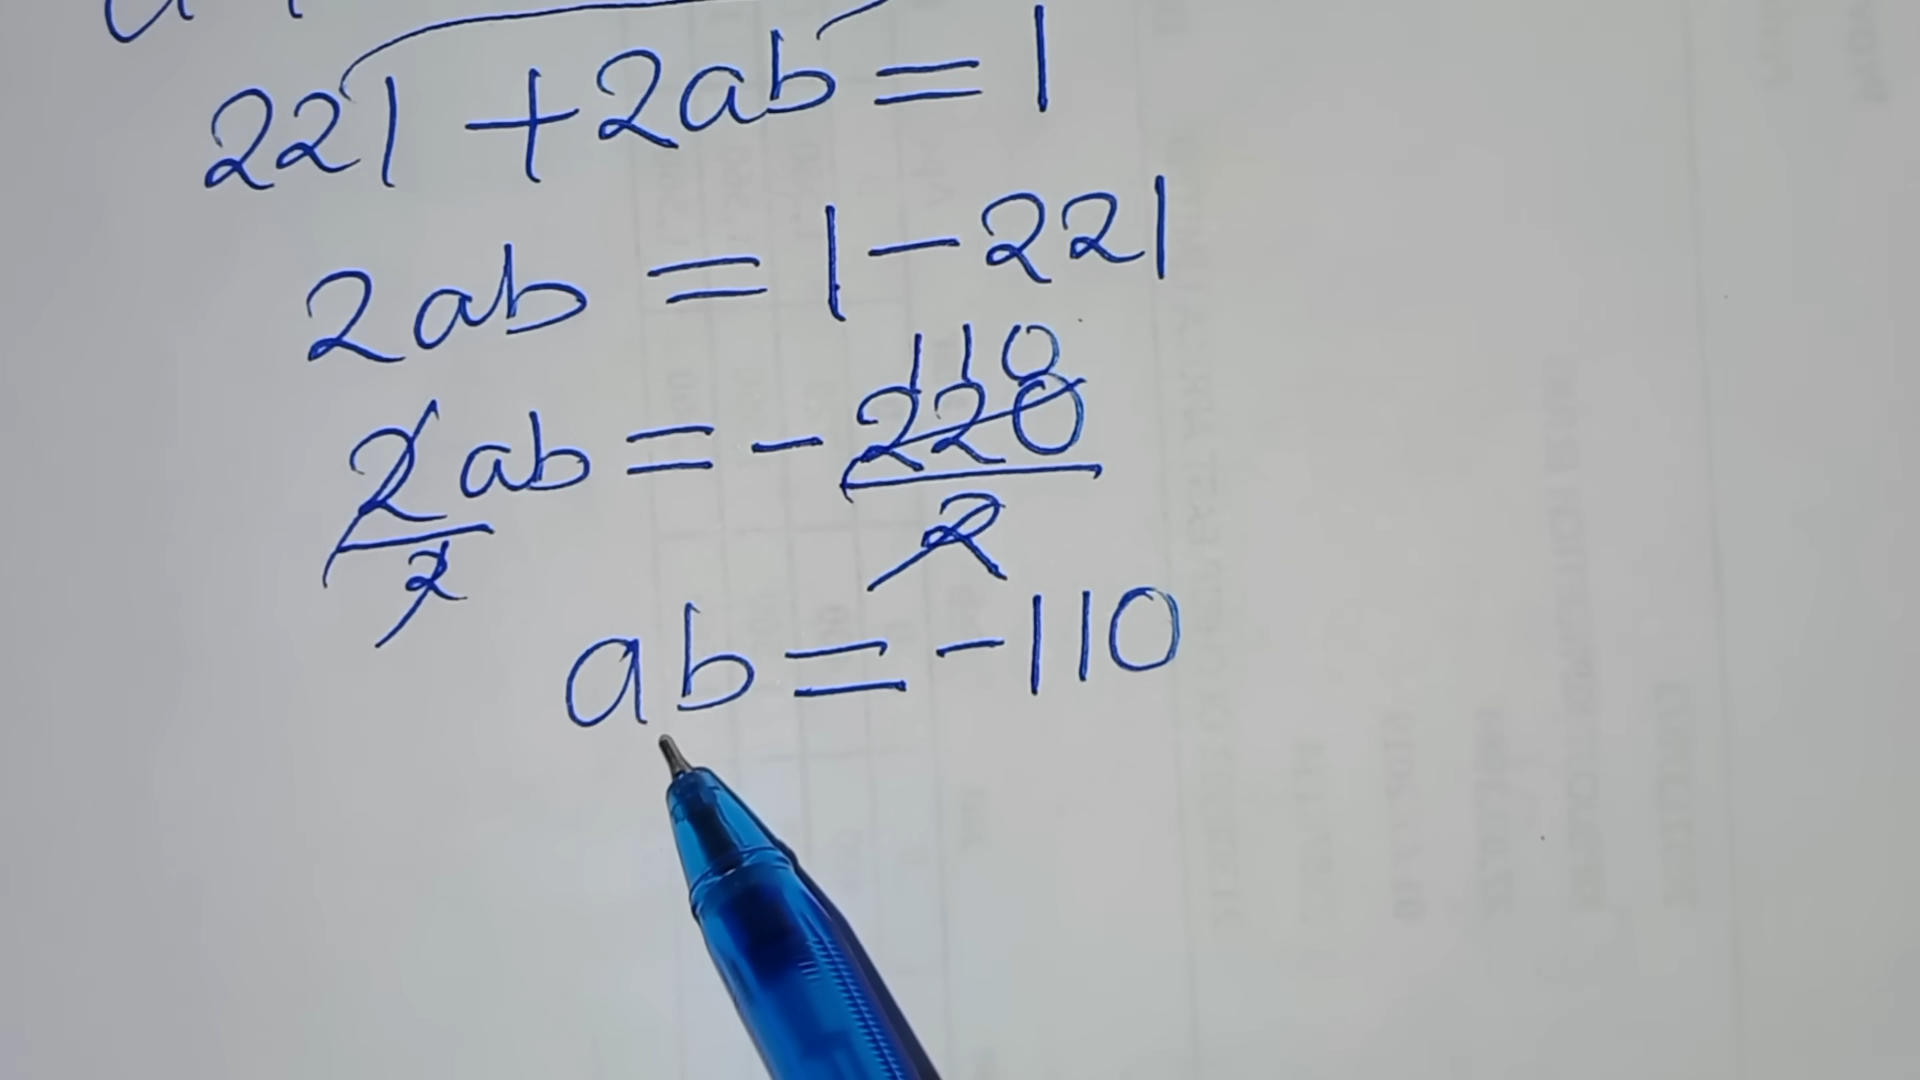 221 + 2ab = 1
2ab = 1 - 221
110
2ab = - 220
2 2
ab = -110